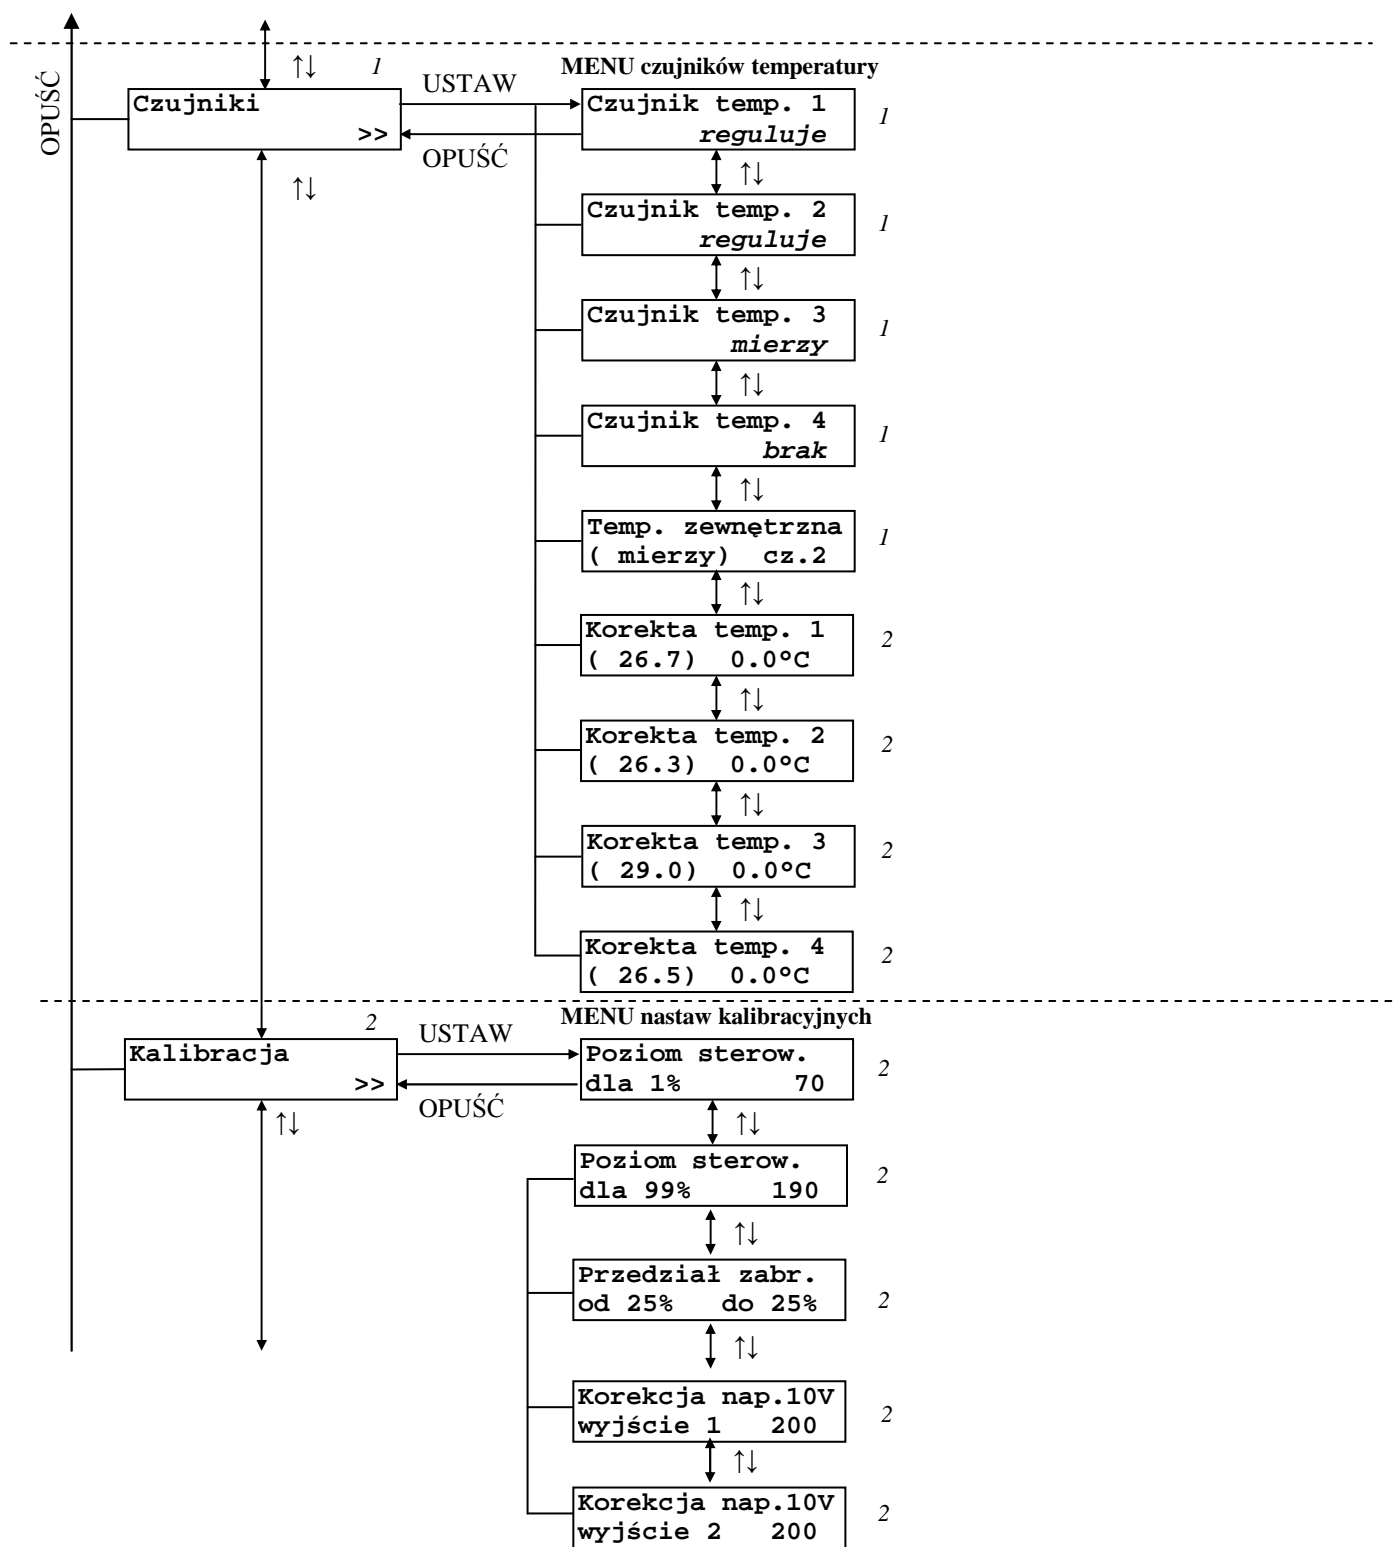 OPUŚĆ
↑↓
1
MENU czujników temperatury
USTAW
Czujniki
>>
OPUŚĆ
↑↓
Czujnik temp. 1
reguluje
1
↑↓
Czujnik temp. 2
reguluje
1
↑↓
Czujnik temp. 3
mierzy
1
↑↓
Czujnik temp. 4
brak
1
↑↓
Temp. zewnętrzna
( mierzy) cz.2
1
↑↓
Korekta temp. 1
( 26.7) 0.0°C
2
↑↓
Korekta temp. 2
( 26.3) 0.0°C
2
↑↓
Korekta temp. 3
( 29.0) 0.0°C
2
↑↓
Korekta temp. 4
( 26.5) 0.0°C
2
MENU nastaw kalibracyjnych
2
USTAW
Kalibracja
>>
OPUŚĆ
↑↓
Poziom sterow.
dla 1% 70
2
↑↓
Poziom sterow.
dla 99% 190
2
↑↓
Przedział zabr.
od 25% do 25%
2
↑↓
Korekcja nap.10V
wyjście 1 200
2
↑↓
Korekcja nap.10V
wyjście 2 200
2